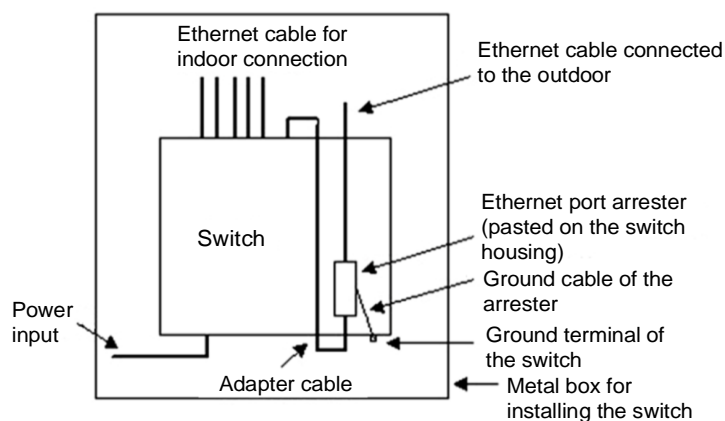 Ethernet cable for
indoor connection
Ethernet cable connected
to the outdoor
Ethernet port arrester
(pasted on the switch
housing)
Switch
Ground cable of the
arrester
Power
input
Ground terminal of
the switch
Adapter cable
Metal box for
installing the switch